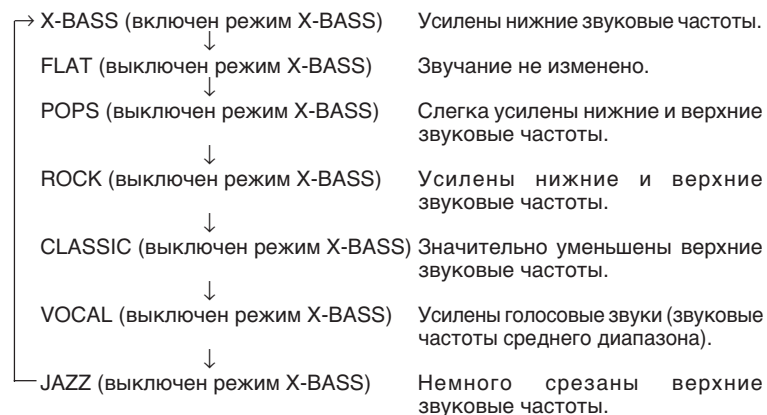 X-BASS (включен режим X-BASS) Усилены нижние звуковые частоты.
FLAT (выключен режим X-BASS) Звучание не изменено.
POPS (выключен режим X-BASS) Слегка усилены нижние и верхние
звуковые частоты.
ROCK (выключен режим X-BASS) Усилены нижние и верхние
звуковые частоты.
CLASSIC (выключен режим X-BASS) Значительно уменьшены верхние
звуковые частоты.
VOCAL (выключен режим X-BASS) Усилены голосовые звуки (звуковые
частоты среднего диапазона).
JAZZ (выключен режим X-BASS) Немного срезаны верхние
звуковые частоты.